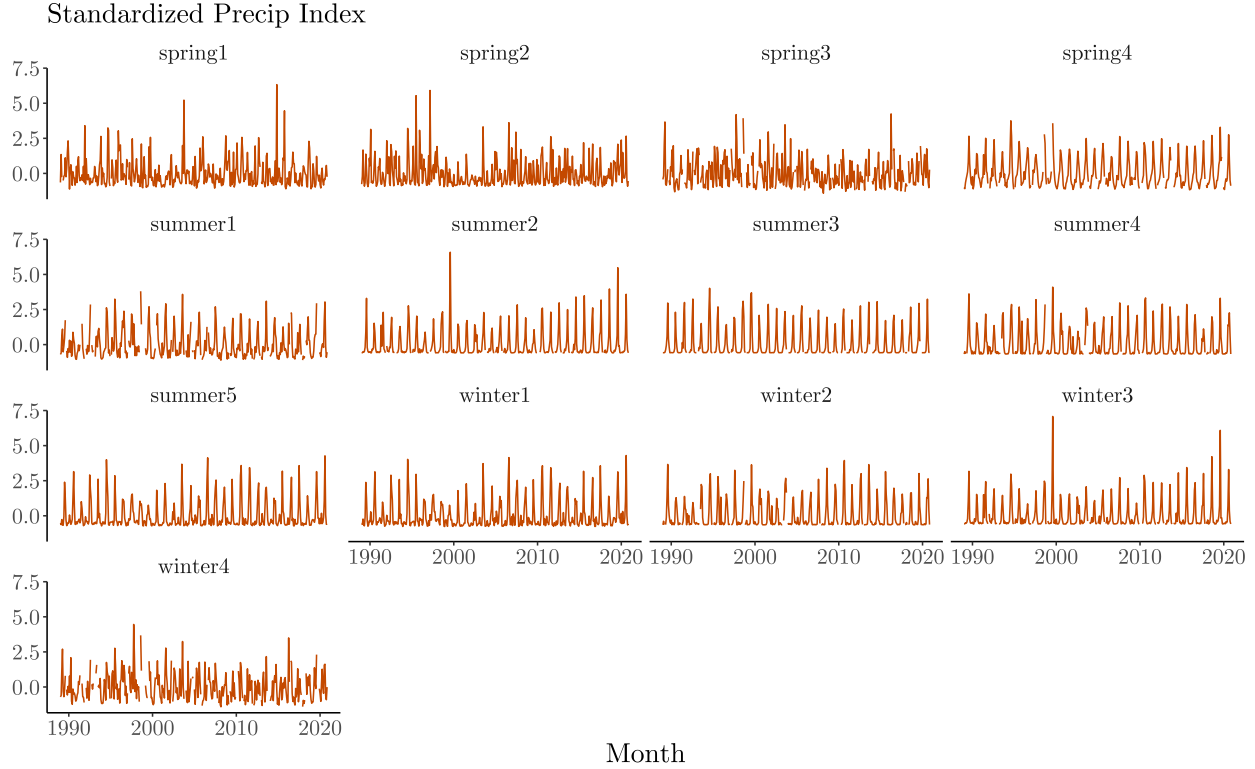 Standardized Precip Index
spring1 spring2 spring3 spring4
7.5
5.0
2.5
0.0
summer1 summer2 summer3 summer4
7.5
5.0
2.5
0.0
summer5 winter1 winter2 winter3
7.5
5.0
2.5
0.0
1990 2000 2010 2020 1990 2000 2010 2020 1990 2000 2010 2020
winter4
7.5
5.0
2.5
0.0
1990 2000 2010 2020
Month